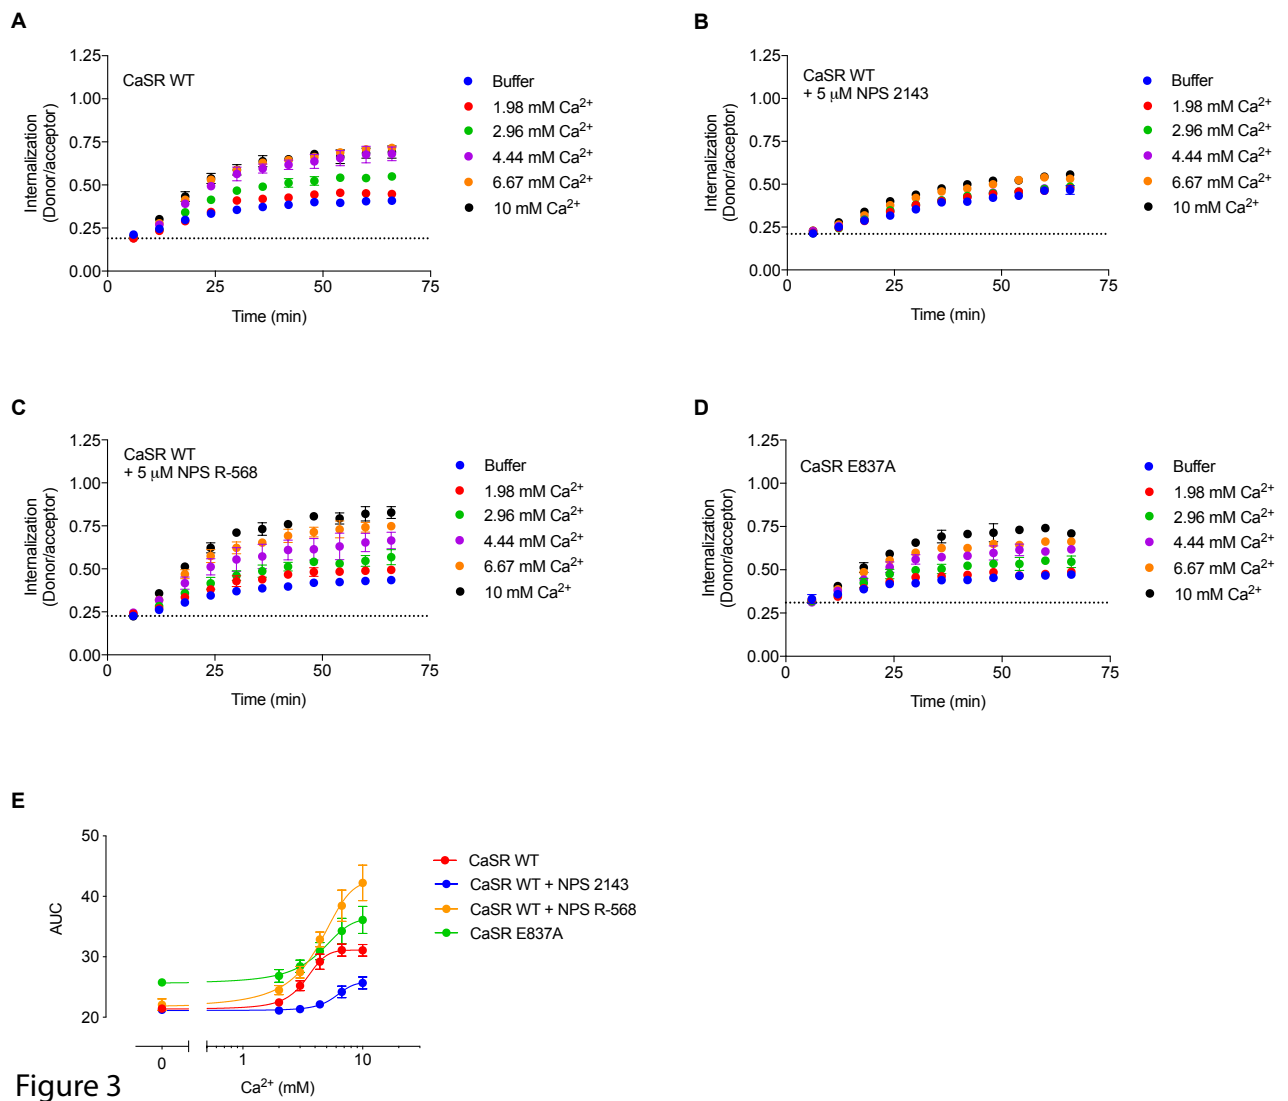 A
1.25
1.00
0.75
0.50
0.25
0.00
Internalization
(Donor/acceptor)
CaSR WT
0
25
50
75
Time (min)
Buffer
1.98 mM Ca²⁺
2.96 mM Ca²⁺
4.44 mM Ca²⁺
6.67 mM Ca²⁺
10 mM Ca²⁺
B
1.25
1.00
0.75
0.50
0.25
0.00
Internalization
(Donor/acceptor)
CaSR WT
+ 5 μM NPS 2143
0
25
50
75
Time (min)
Buffer
1.98 mM Ca²⁺
2.96 mM Ca²⁺
4.44 mM Ca²⁺
6.67 mM Ca²⁺
10 mM Ca²⁺
C
1.25
1.00
0.75
0.50
0.25
0.00
Internalization
(Donor/acceptor)
CaSR WT
+ 5 μM NPS R-568
0
25
50
75
Time (min)
Buffer
1.98 mM Ca²⁺
2.96 mM Ca²⁺
4.44 mM Ca²⁺
6.67 mM Ca²⁺
10 mM Ca²⁺
D
1.25
1.00
0.75
0.50
0.25
0.00
Internalization
(Donor/acceptor)
CaSR E837A
0
25
50
75
Time (min)
Buffer
1.98 mM Ca²⁺
2.96 mM Ca²⁺
4.44 mM Ca²⁺
6.67 mM Ca²⁺
10 mM Ca²⁺
E
50
40
30
20
AUC
0
1
10
Ca²⁺ (mM)
CaSR WT
CaSR WT + NPS 2143
CaSR WT + NPS R-568
CaSR E837A
Figure 3